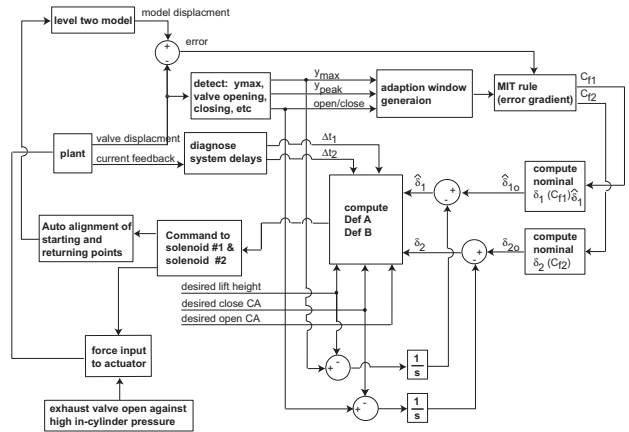 level two model
model displacment
error
+
-
detect: ymax,
valve opening,
closing, etc
ymax
ypeak
open/close
adaption window
generaion
MIT rule
(error gradient)
Cf1
Cf2
plant
valve displacment
current feedback
diagnose
system delays
Δt1
Δt2
compute
Def A
Def B
δ̂1
+
-
δ̂1o
compute
nominal
δ1 (Cf1)δ̂1
δ2
+
-
δ2o
compute
nominal
δ2 (Cf2)
Auto alignment of
starting and
returning points
Command to
solenoid #1 &
solenoid #2
desired lift height
desired close CA
desired open CA
force input
to actuator
+
-
1
s
+
-
1
s
exhaust valve open against
high in-cylinder pressure